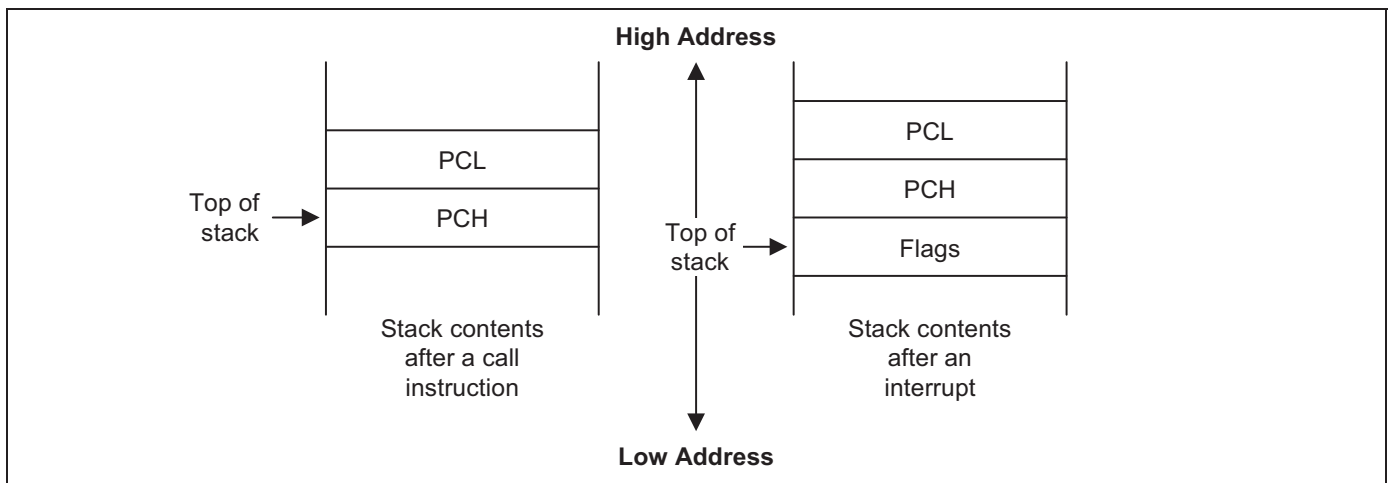 High Address
PCL
PCH
Top of
stack
Stack contents
after a call
instruction
PCL
PCH
Flags
Top of
stack
Stack contents
after an
interrupt
Low Address